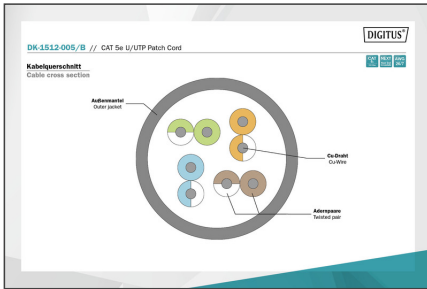 DIGITUS®
DK-1512-005/B // CAT 5e U/UTP Patch Cord
Kabelquerschnitt
Cable cross section
Außenmantel
Outer jacket
Cu-Draht
Cu-Wire
Adernpaare
Twisted pair